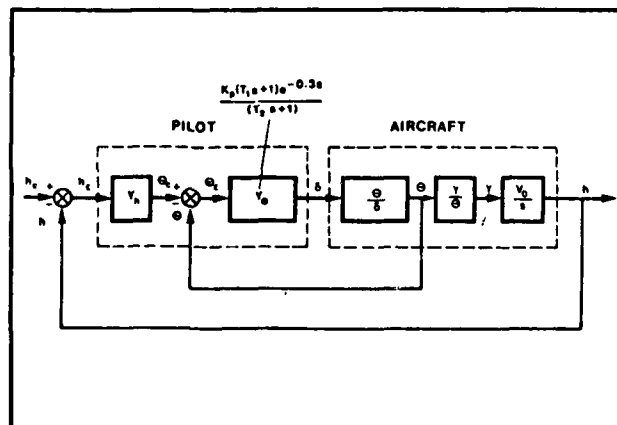 Kp(T1s+1)e^-0.3s
(T2s+1)
PILOT
AIRCRAFT
hc + hε Yh θc + θε Yθ δ θ/δ θ γ/θ γ V0/s h
h − − θ